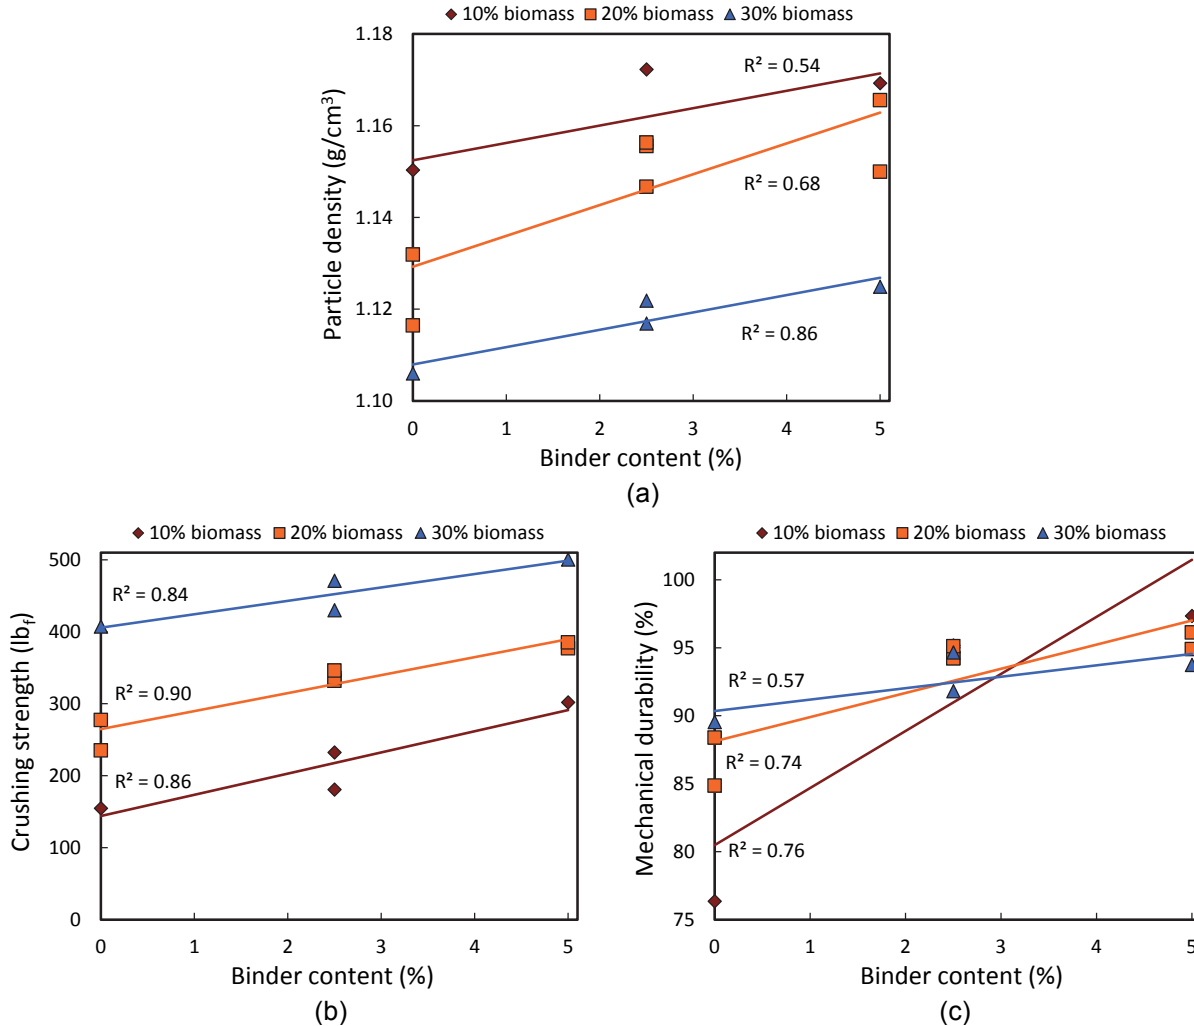 10% biomass 20% biomass 30% biomass
1.18
1.16
1.14
1.12
1.10
Particle density (g/cm³)
R² = 0.54
R² = 0.68
R² = 0.86
0 1 2 3 4 5
Binder content (%)
(a)
10% biomass 20% biomass 30% biomass
500
400
300
200
100
0
Crushing strength (lbf)
R² = 0.84
R² = 0.90
R² = 0.86
0 1 2 3 4 5
Binder content (%)
(b)
10% biomass 20% biomass 30% biomass
100
95
90
85
80
75
Mechanical durability (%)
R² = 0.57
R² = 0.74
R² = 0.76
0 1 2 3 4 5
Binder content (%)
(c)